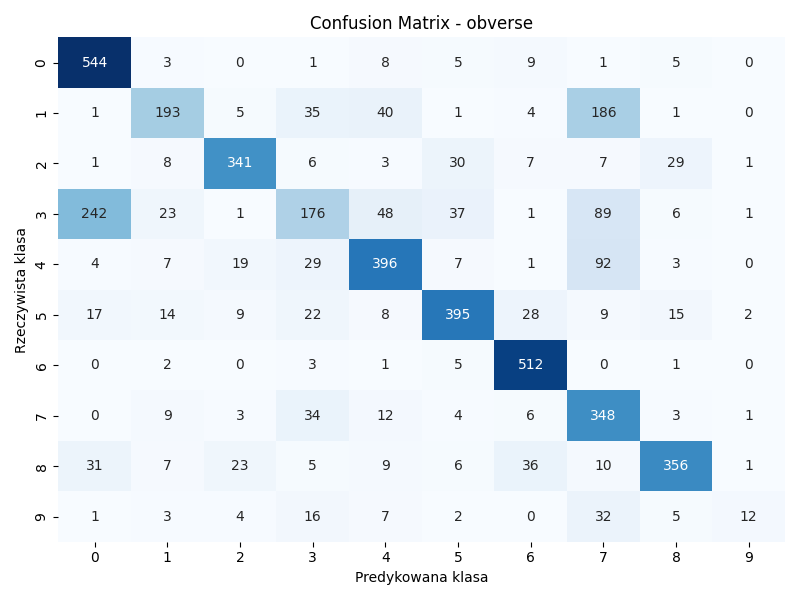 Confusion Matrix - obverse
0 544 3 0 1 8 5 9 1 5 0
1 1 193 5 35 40 1 4 186 1 0
2 1 8 341 6 3 30 7 7 29 1
3 242 23 1 176 48 37 1 89 6 1
4 4 7 19 29 396 7 1 92 3 0
5 17 14 9 22 8 395 28 9 15 2
6 0 2 0 3 1 5 512 0 1 0
7 0 9 3 34 12 4 6 348 3 1
8 31 7 23 5 9 6 36 10 356 1
9 1 3 4 16 7 2 0 32 5 12
0 1 2 3 4 5 6 7 8 9
Rzeczywista klasa
Predykowana klasa